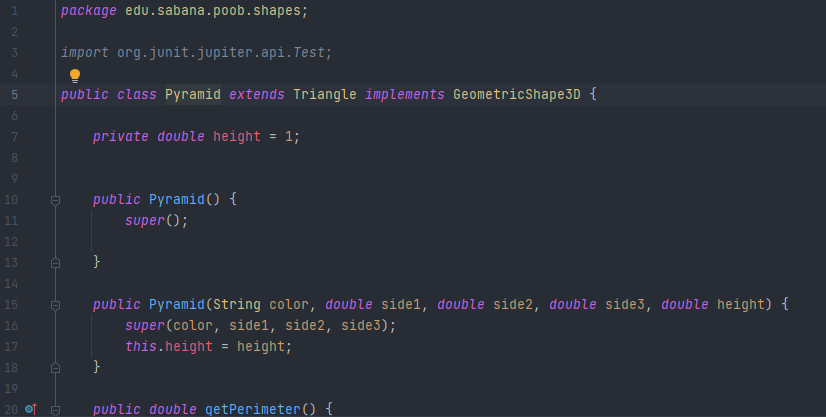 1 package edu.sabana.poob.shapes;
2
3 import org.junit.jupiter.api.Test;
4
5 public class Pyramid extends Triangle implements GeometricShape3D {
6
7 private double height = 1;
8
9
10 public Pyramid() {
11 super();
12
13 }
14
15 public Pyramid(String color, double side1, double side2, double side3, double height) {
16 super(color, side1, side2, side3);
17 this.height = height;
18 }
19
20 public double getPerimeter() {